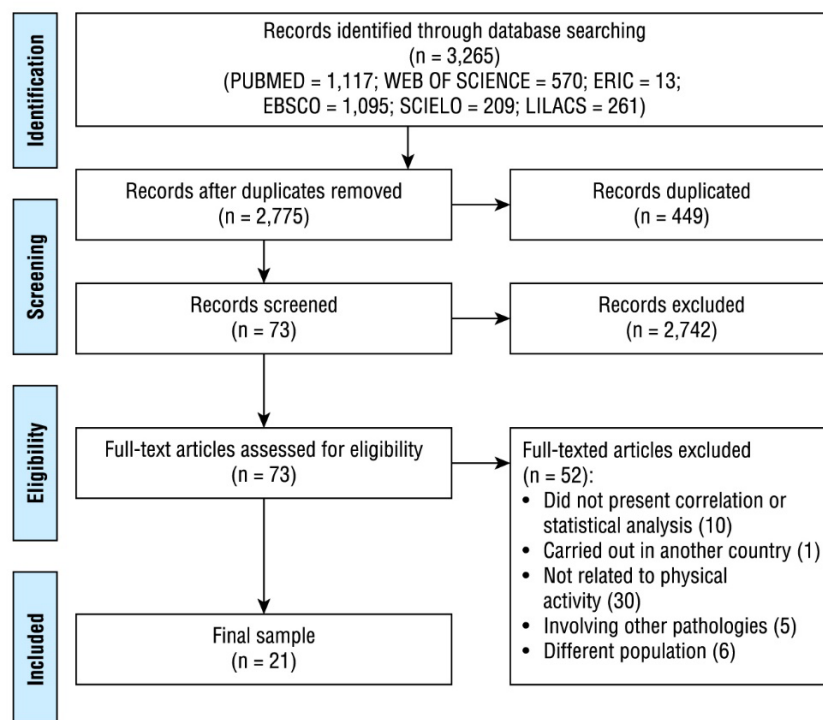 Identification
Records identified through database searching
(n = 3,265)
(PUBMED = 1,117; WEB OF SCIENCE = 570; ERIC = 13;
EBSCO = 1,095; SCIELO = 209; LILACS = 261)
Screening
Records after duplicates removed
(n = 2,775)
Records duplicated
(n = 449)
Records screened
(n = 73)
Records excluded
(n = 2,742)
Eligibility
Full-text articles assessed for eligibility
(n = 73)
Full-texted articles excluded
(n = 52):
• Did not present correlation or
statistical analysis (10)
• Carried out in another country (1)
• Not related to physical
activity (30)
• Involving other pathologies (5)
• Different population (6)
Included
Final sample
(n = 21)